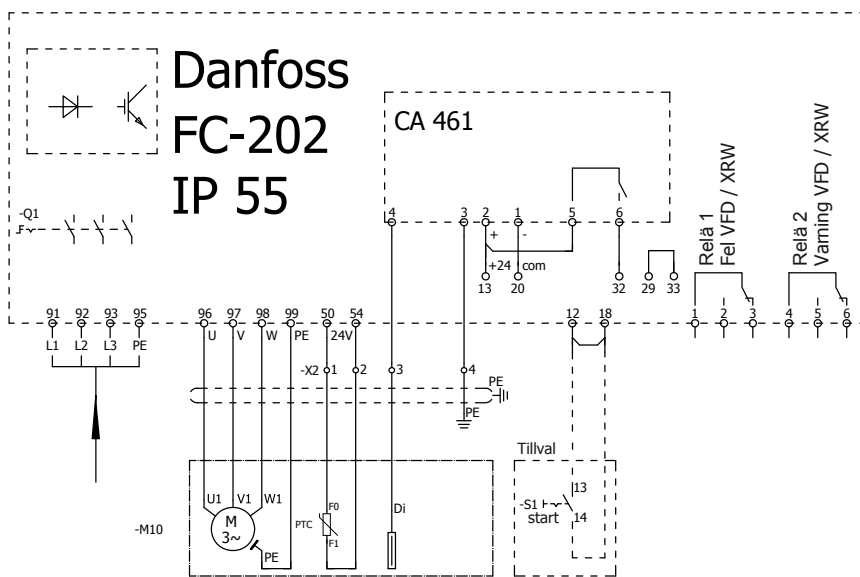 Danfoss
FC-202
IP 55
CA 461
-Q1
4 3 2 1 5 6
+ -
+24 com
13 20 32 29 33
Relä 1
Fel VFD / XRW
Relä 2
Varning VFD / XRW
91 92 93 95 96 97 98 99 50 54 12 18 1 2 3 4 5 6
L1 L2 L3 PE U V W PE 24V
-X2 1 2 3 4
PE
PE
Tillval
U1 V1 W1
-M10
M
3~
PE
PTC
F0
F1
Di
-S1
start
13
14